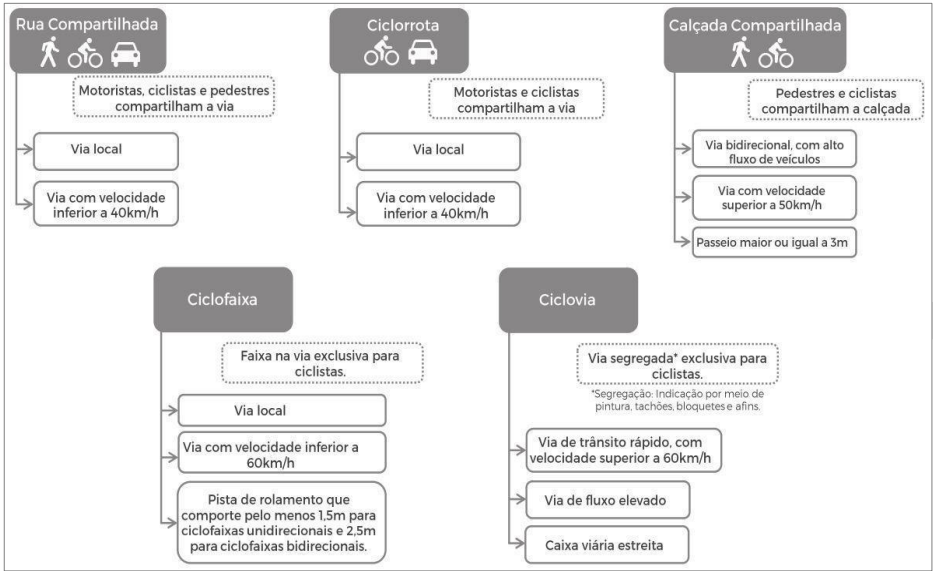 Rua Compartilhada
Motoristas, ciclistas e pedestres
compartilham a via
Via local
Via com velocidade
inferior a 40km/h
Ciclorrota
Motoristas e ciclistas
compartilham a via
Via local
Via com velocidade
inferior a 40km/h
Calçada Compartilhada
Pedestres e ciclistas
compartilham a calçada
Via bidirecional, com alto
fluxo de veículos
Via com velocidade
superior a 50km/h
Passeio maior ou igual a 3m
Ciclofaixa
Faixa na via exclusiva para
ciclistas.
Via local
Via com velocidade inferior a
60km/h
Pista de rolamento que
comporte pelo menos 1,5m para
ciclofaixas unidirecionais e 2,5m
para ciclofaixas bidirecionais.
Ciclovia
Via segregada* exclusiva para
ciclistas.
*Segregação: Indicação por meio de
pintura, tachões, bloquetes e afins.
Via de trânsito rápido, com
velocidade superior a 60km/h
Via de fluxo elevado
Caixa viária estreita